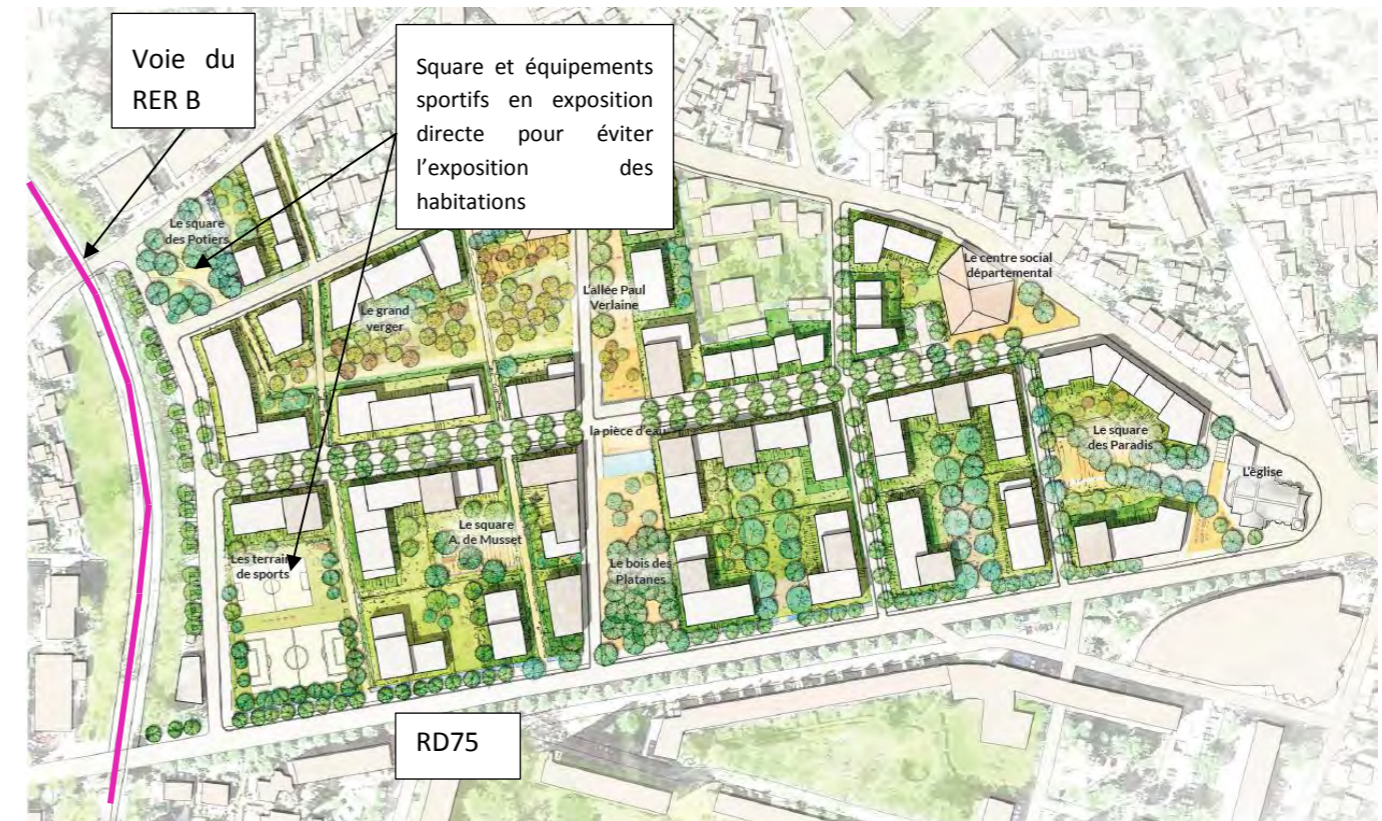 Voie du
RER B
Square et équipements
sportifs en exposition
directe pour éviter
l'exposition des
habitations
Le square
des Potiers
Le centre social
départemental
L'allée Paul
Verlaine
Le grand
verger
la pièce d'eau
Le square
des Paradis
L'église
Le square
A. de Musset
Les terrains
de sports
Le bois des
Platanes
RD75